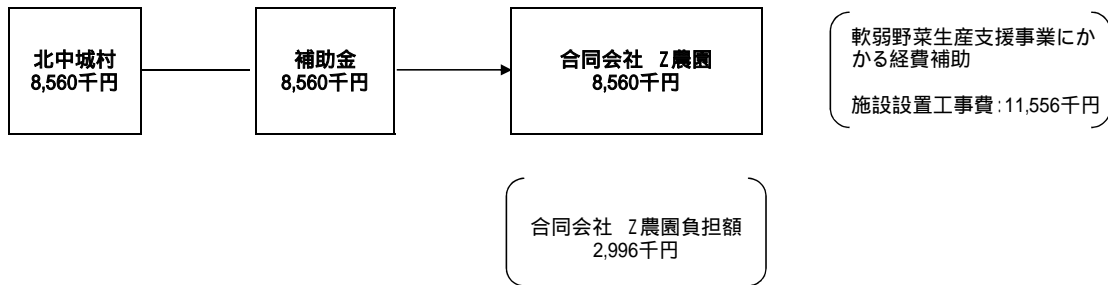 北中城村
8,560千円
補助金
8,560千円
合同会社　Z農園
8,560千円
軟弱野菜生産支援事業にか
かる経費補助
施設設置工事費：11,556千円
合同会社　Z農園負担額
2,996千円